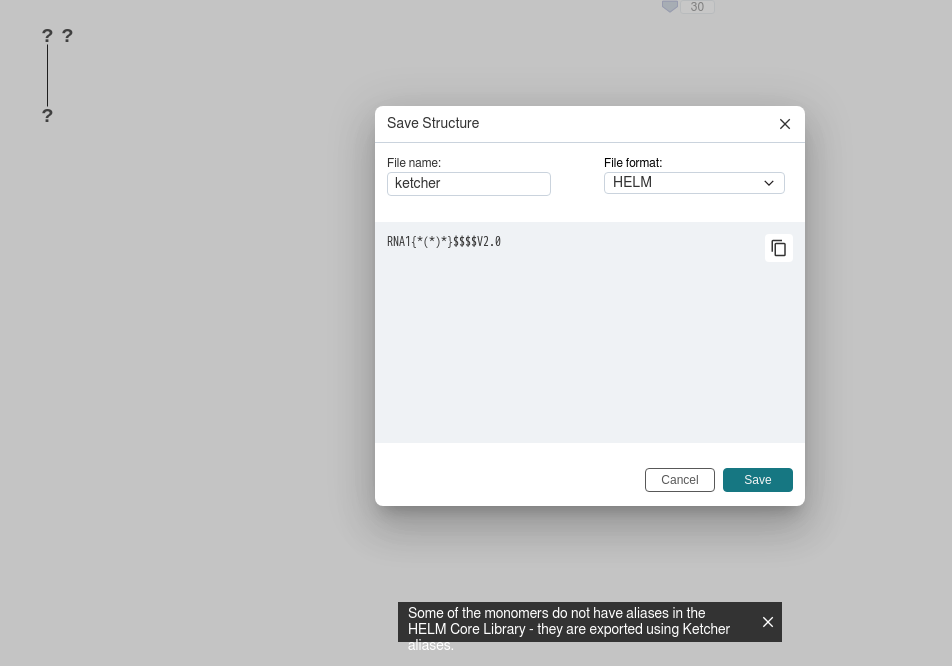 30
? ?
?
Save Structure
File name:
File format:
ketcher
HELM
RNA1{*(*)*}$$$$V2.0
Cancel
Save
Some of the monomers do not have aliases in the
HELM Core Library - they are exported using Ketcher
aliases.